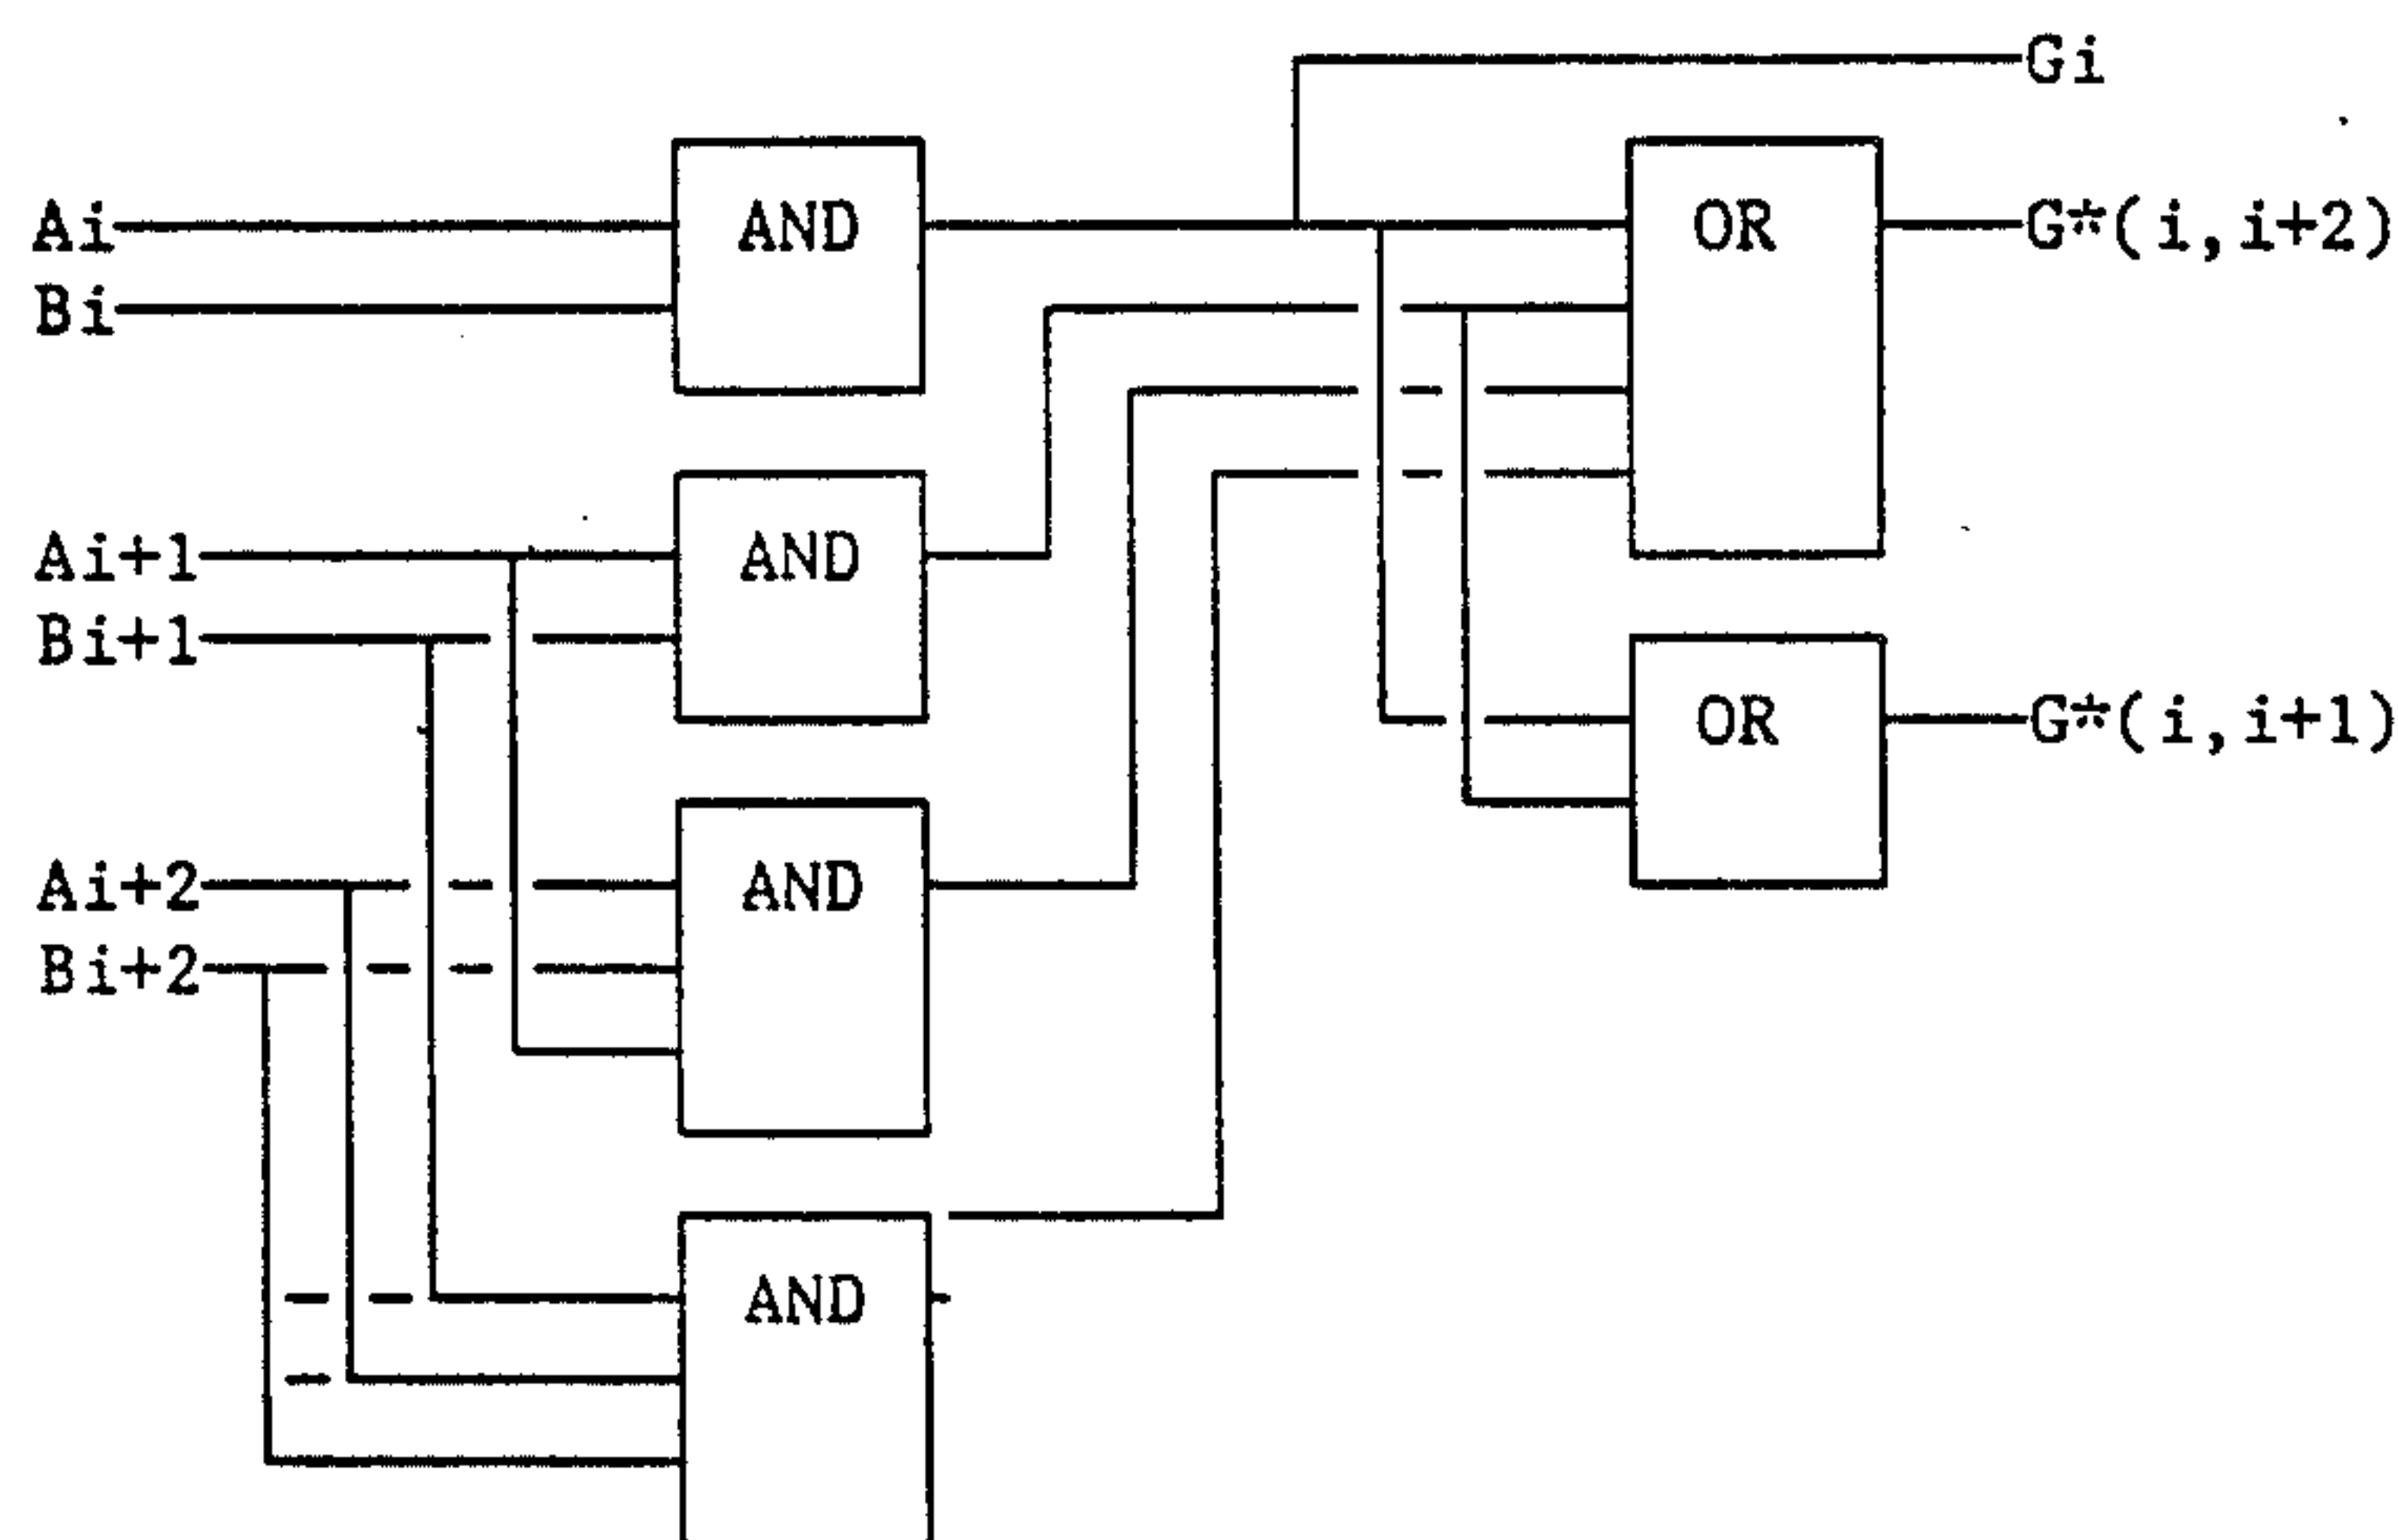 Gi
Ai AND OR G*(i,i+2)
Bi
Ai+1 AND
Bi+1
OR G*(i,i+1)
Ai+2 AND
Bi+2
AND